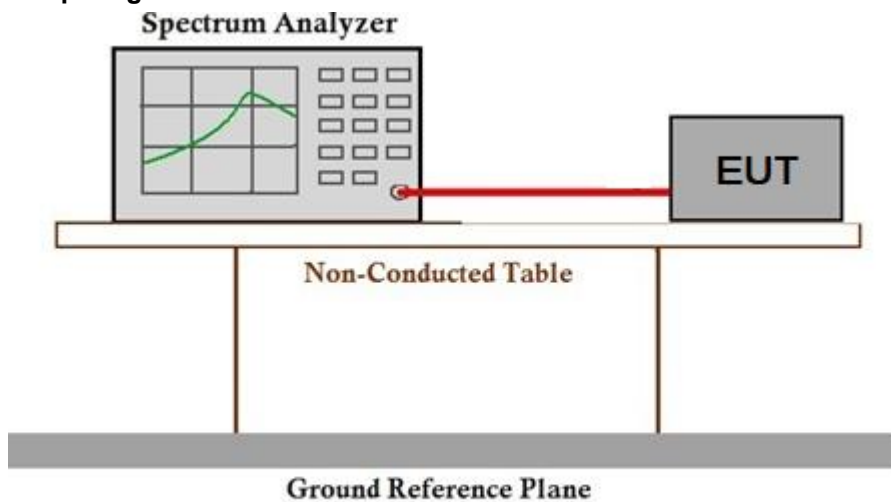 Spectrum Analyzer
EUT
Non-Conducted Table
Ground Reference Plane